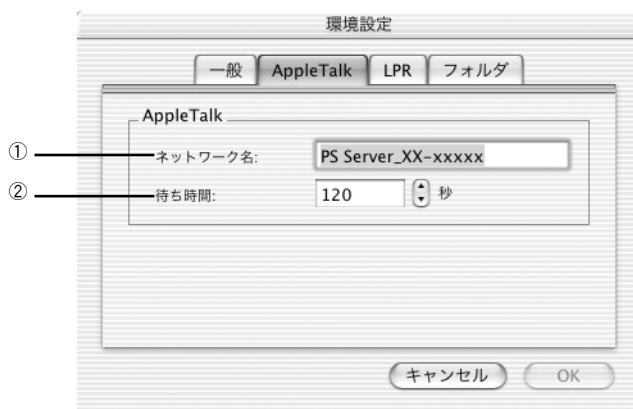 環境設定
一般 AppleTalk LPR フォルダ
AppleTalk
① ネットワーク名: PS Server_XX-xxxxx
② 待ち時間: 120 秒
キャンセル OK